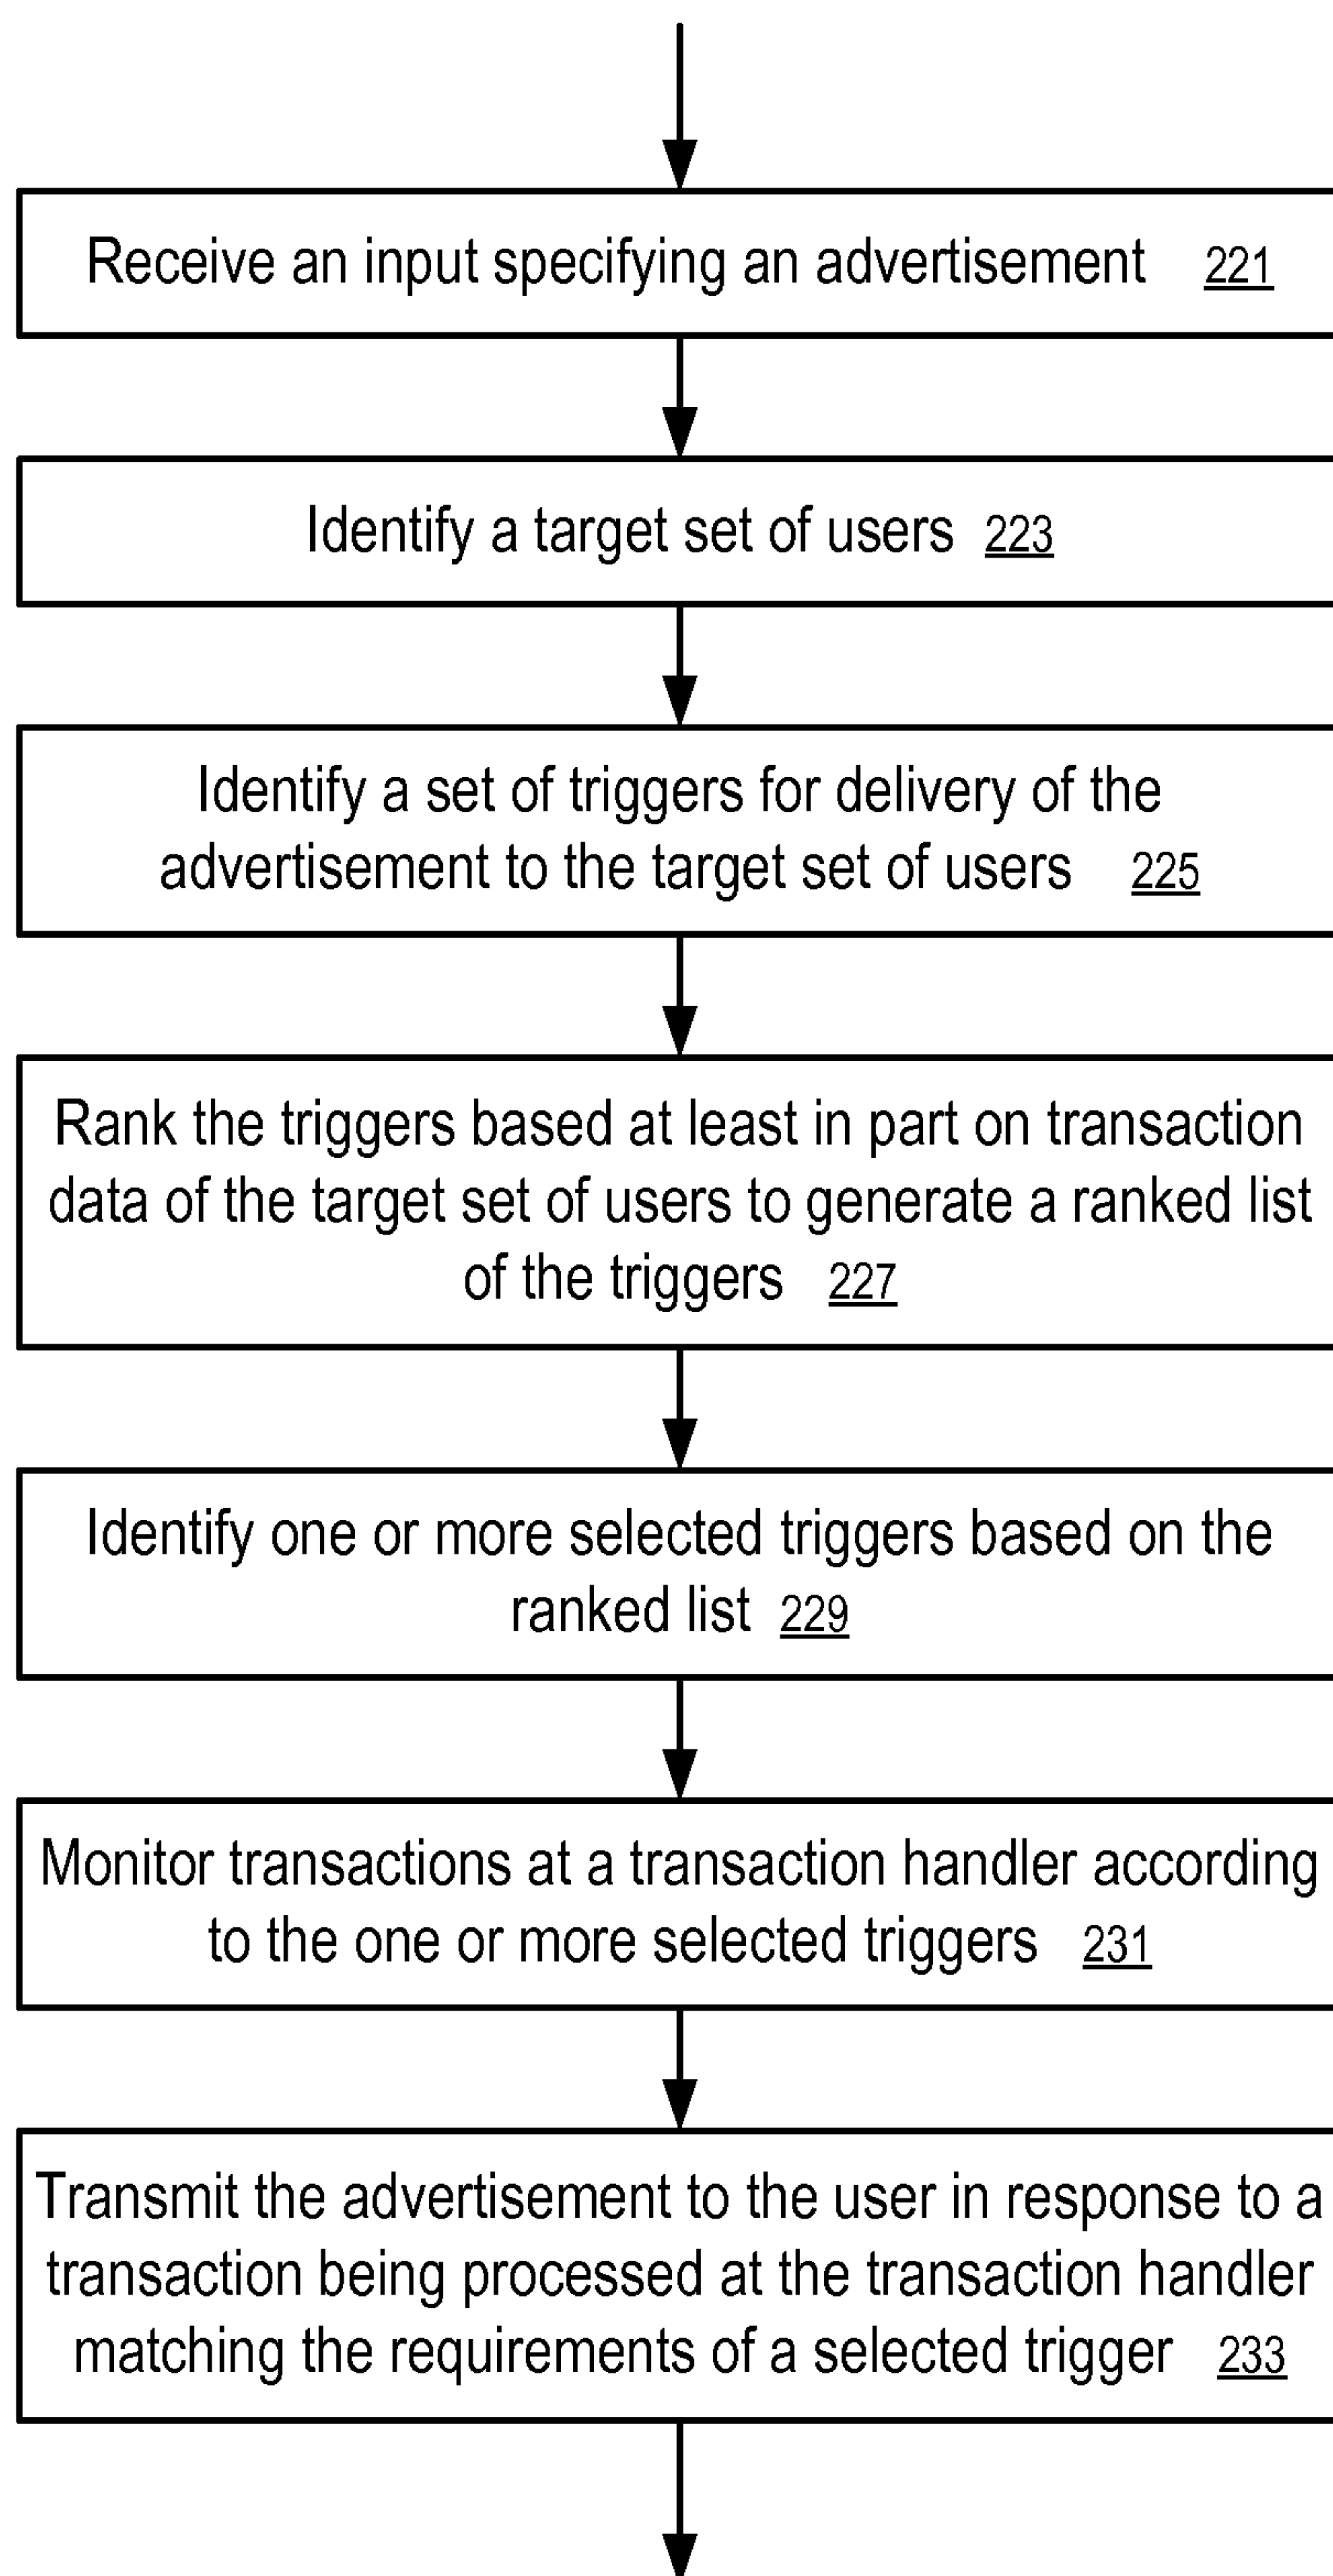 Receive an input specifying an advertisement 221
Identify a target set of users 223
Identify a set of triggers for delivery of the
advertisement to the target set of users 225
Rank the triggers based at least in part on transaction
data of the target set of users to generate a ranked list
of the triggers 227
Identify one or more selected triggers based on the
ranked list 229
Monitor transactions at a transaction handler according
to the one or more selected triggers 231
Transmit the advertisement to the user in response to a
transaction being processed at the transaction handler
matching the requirements of a selected trigger 233